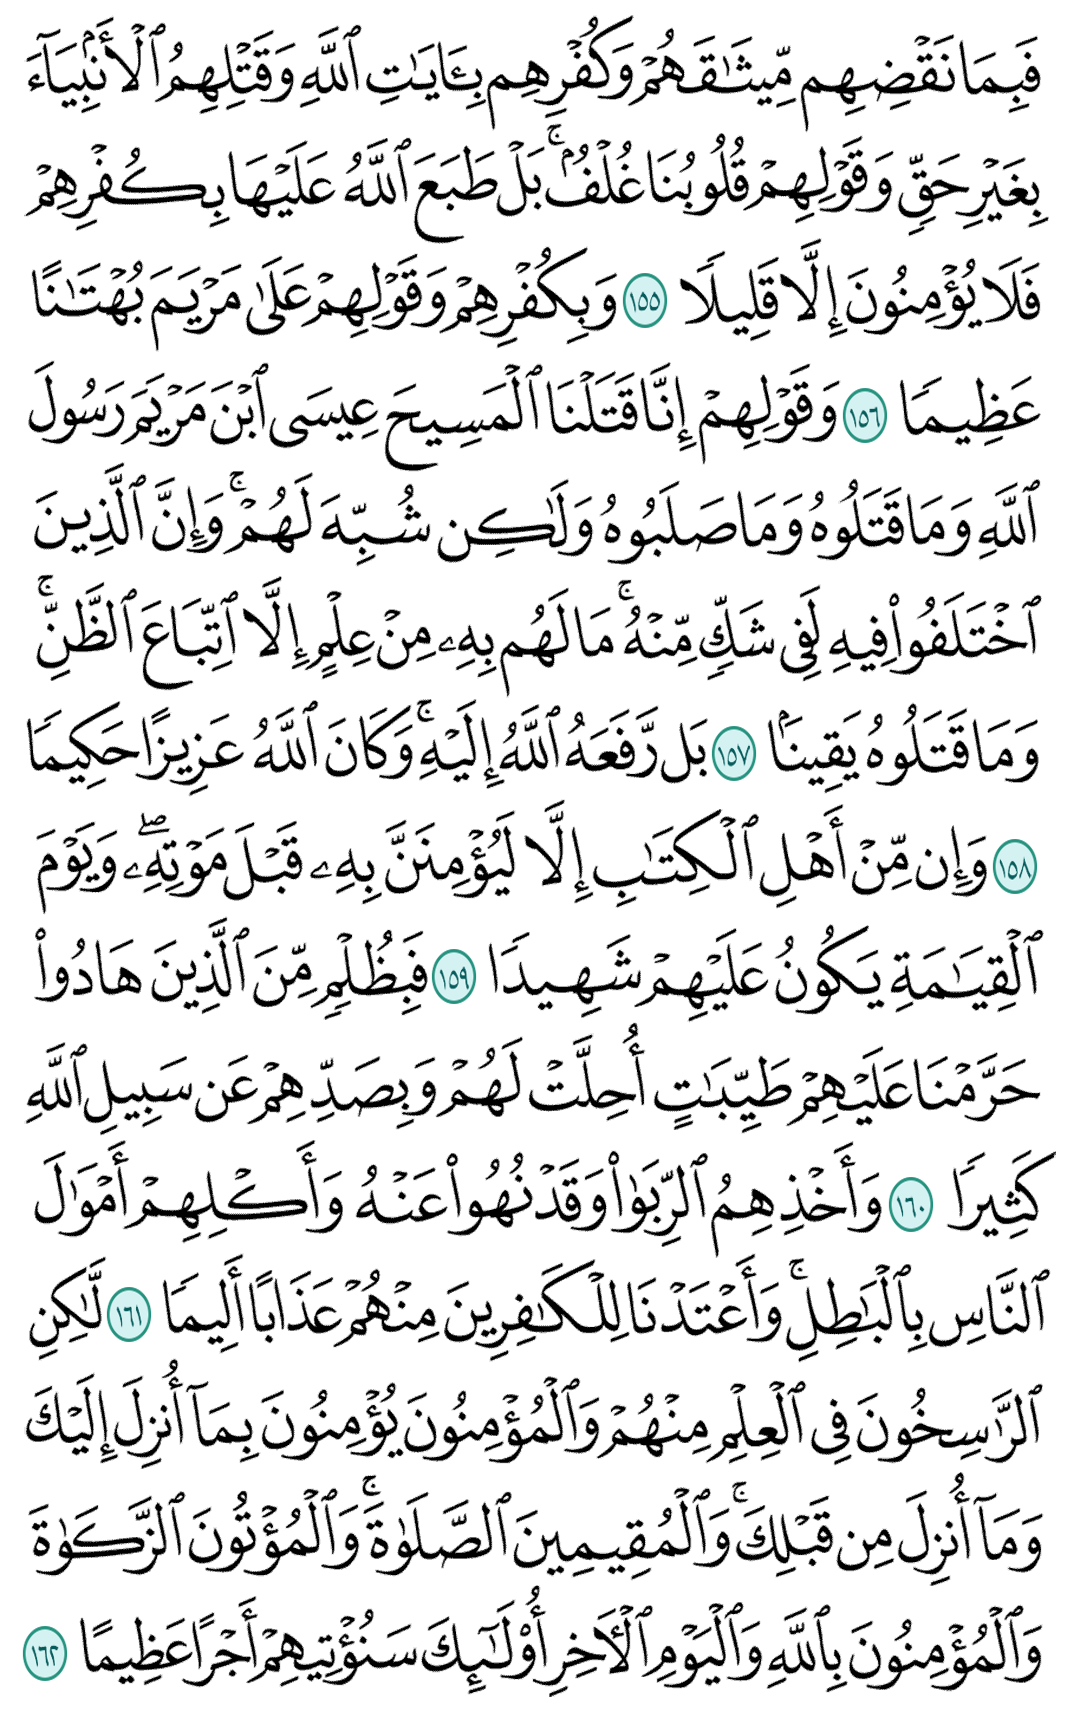 فَبِمَا نَقْضِهِم مِّيثَٰقَهُمْ وَكُفْرِهِم بِـَٔايَٰتِ ٱللَّهِ وَقَتْلِهِمُ ٱلْأَنۢبِيَآءَ
بِغَيْرِ حَقٍّ وَقَوْلِهِمْ قُلُوبُنَا غُلْفٌۢ ۚ بَلْ طَبَعَ ٱللَّهُ عَلَيْهَا بِكُفْرِهِمْ
فَلَا يُؤْمِنُونَ إِلَّا قَلِيلًا ١٥٥ وَبِكُفْرِهِمْ وَقَوْلِهِمْ عَلَىٰ مَرْيَمَ بُهْتَٰنًا
عَظِيمًا ١٥٦ وَقَوْلِهِمْ إِنَّا قَتَلْنَا ٱلْمَسِيحَ عِيسَى ٱبْنَ مَرْيَمَ رَسُولَ
ٱللَّهِ وَمَا قَتَلُوهُ وَمَا صَلَبُوهُ وَلَٰكِن شُبِّهَ لَهُمْ ۚ وَإِنَّ ٱلَّذِينَ
ٱخْتَلَفُوا۟ فِيهِ لَفِى شَكٍّ مِّنْهُ ۚ مَا لَهُم بِهِۦ مِنْ عِلْمٍ إِلَّا ٱتِّبَاعَ ٱلظَّنِّ ۚ
وَمَا قَتَلُوهُ يَقِينًۢا ١٥٧ بَل رَّفَعَهُ ٱللَّهُ إِلَيْهِ ۚ وَكَانَ ٱللَّهُ عَزِيزًا حَكِيمًا
١٥٨ وَإِن مِّنْ أَهْلِ ٱلْكِتَٰبِ إِلَّا لَيُؤْمِنَنَّ بِهِۦ قَبْلَ مَوْتِهِۦ ۖ وَيَوْمَ
ٱلْقِيَٰمَةِ يَكُونُ عَلَيْهِمْ شَهِيدًا ١٥٩ فَبِظُلْمٍ مِّنَ ٱلَّذِينَ هَادُوا۟
حَرَّمْنَا عَلَيْهِمْ طَيِّبَٰتٍ أُحِلَّتْ لَهُمْ وَبِصَدِّهِمْ عَن سَبِيلِ ٱللَّهِ
كَثِيرًا ١٦٠ وَأَخْذِهِمُ ٱلرِّبَوٰا۟ وَقَدْ نُهُوا۟ عَنْهُ وَأَكْلِهِمْ أَمْوَٰلَ
ٱلنَّاسِ بِٱلْبَٰطِلِ ۚ وَأَعْتَدْنَا لِلْكَٰفِرِينَ مِنْهُمْ عَذَابًا أَلِيمًا ١٦١ لَّٰكِنِ
ٱلرَّٰسِخُونَ فِى ٱلْعِلْمِ مِنْهُمْ وَٱلْمُؤْمِنُونَ يُؤْمِنُونَ بِمَآ أُنزِلَ إِلَيْكَ
وَمَآ أُنزِلَ مِن قَبْلِكَ ۚ وَٱلْمُقِيمِينَ ٱلصَّلَوٰةَ ۚ وَٱلْمُؤْتُونَ ٱلزَّكَوٰةَ
وَٱلْمُؤْمِنُونَ بِٱللَّهِ وَٱلْيَوْمِ ٱلْـَٔاخِرِ أُو۟لَٰٓئِكَ سَنُؤْتِيهِمْ أَجْرًا عَظِيمًا ١٦٢